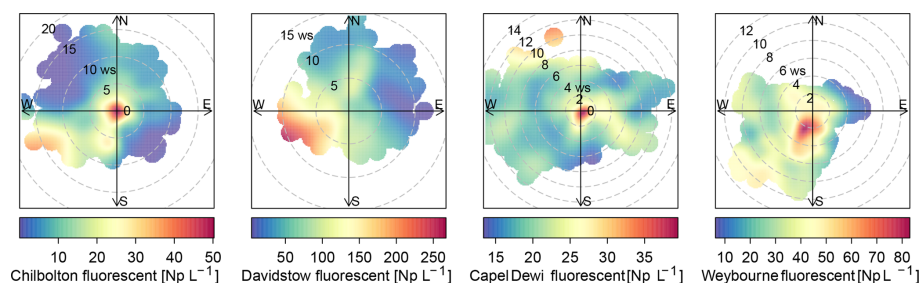 N
20
15
10 ws
5
0
W
E
S
10 20 30 40 50
Chilbolton fluorescent [Np L⁻¹]
N
15 ws
10
5
W
E
S
50 100 150 200 250
Davidstow fluorescent [Np L⁻¹]
N
14
12
10
8
6
4 ws
2
0
W
E
S
15 20 25 30 35
Capel Dewi fluorescent [Np L⁻¹]
N
12
10
8
6 ws
4
2
W
E
S
10 20 30 40 50 60 70 80
Weybourne fluorescent [Np L⁻¹]